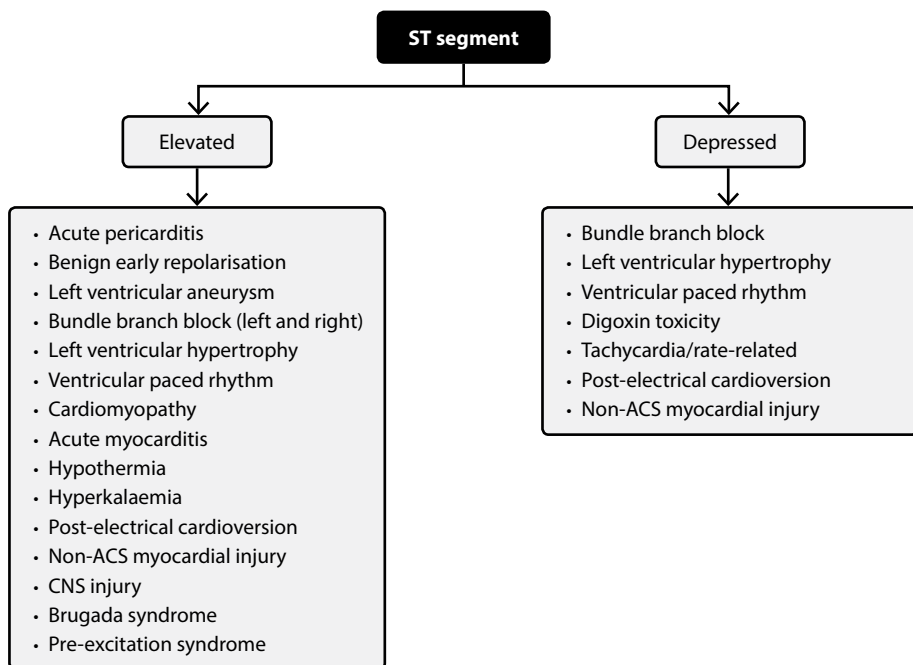 ST segment
Elevated
Depressed
• Acute pericarditis
• Benign early repolarisation
• Left ventricular aneurysm
• Bundle branch block (left and right)
• Left ventricular hypertrophy
• Ventricular paced rhythm
• Cardiomyopathy
• Acute myocarditis
• Hypothermia
• Hyperkalaemia
• Post-electrical cardioversion
• Non-ACS myocardial injury
• CNS injury
• Brugada syndrome
• Pre-excitation syndrome
• Bundle branch block
• Left ventricular hypertrophy
• Ventricular paced rhythm
• Digoxin toxicity
• Tachycardia/rate-related
• Post-electrical cardioversion
• Non-ACS myocardial injury